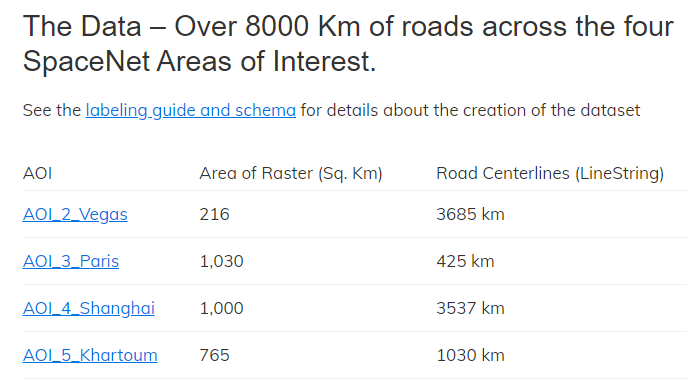 The Data – Over 8000 Km of roads across the four
SpaceNet Areas of Interest.
See the labeling guide and schema for details about the creation of the dataset
AOI Area of Raster (Sq. Km) Road Centerlines (LineString)
AOI_2_Vegas 216 3685 km
AOI_3_Paris 1,030 425 km
AOI_4_Shanghai 1,000 3537 km
AOI_5_Khartoum 765 1030 km